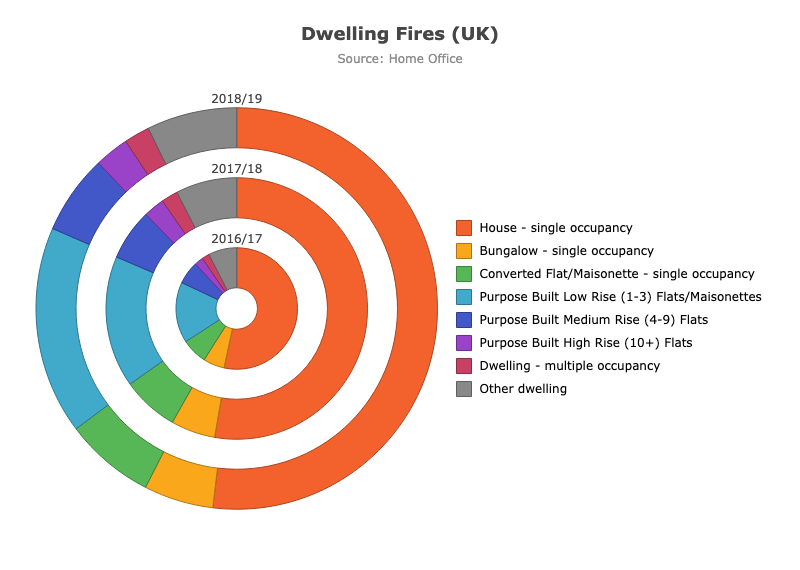 Dwelling Fires (UK)
Source: Home Office
2018/19
2017/18
2016/17
House - single occupancy
Bungalow - single occupancy
Converted Flat/Maisonette - single occupancy
Purpose Built Low Rise (1-3) Flats/Maisonettes
Purpose Built Medium Rise (4-9) Flats
Purpose Built High Rise (10+) Flats
Dwelling - multiple occupancy
Other dwelling